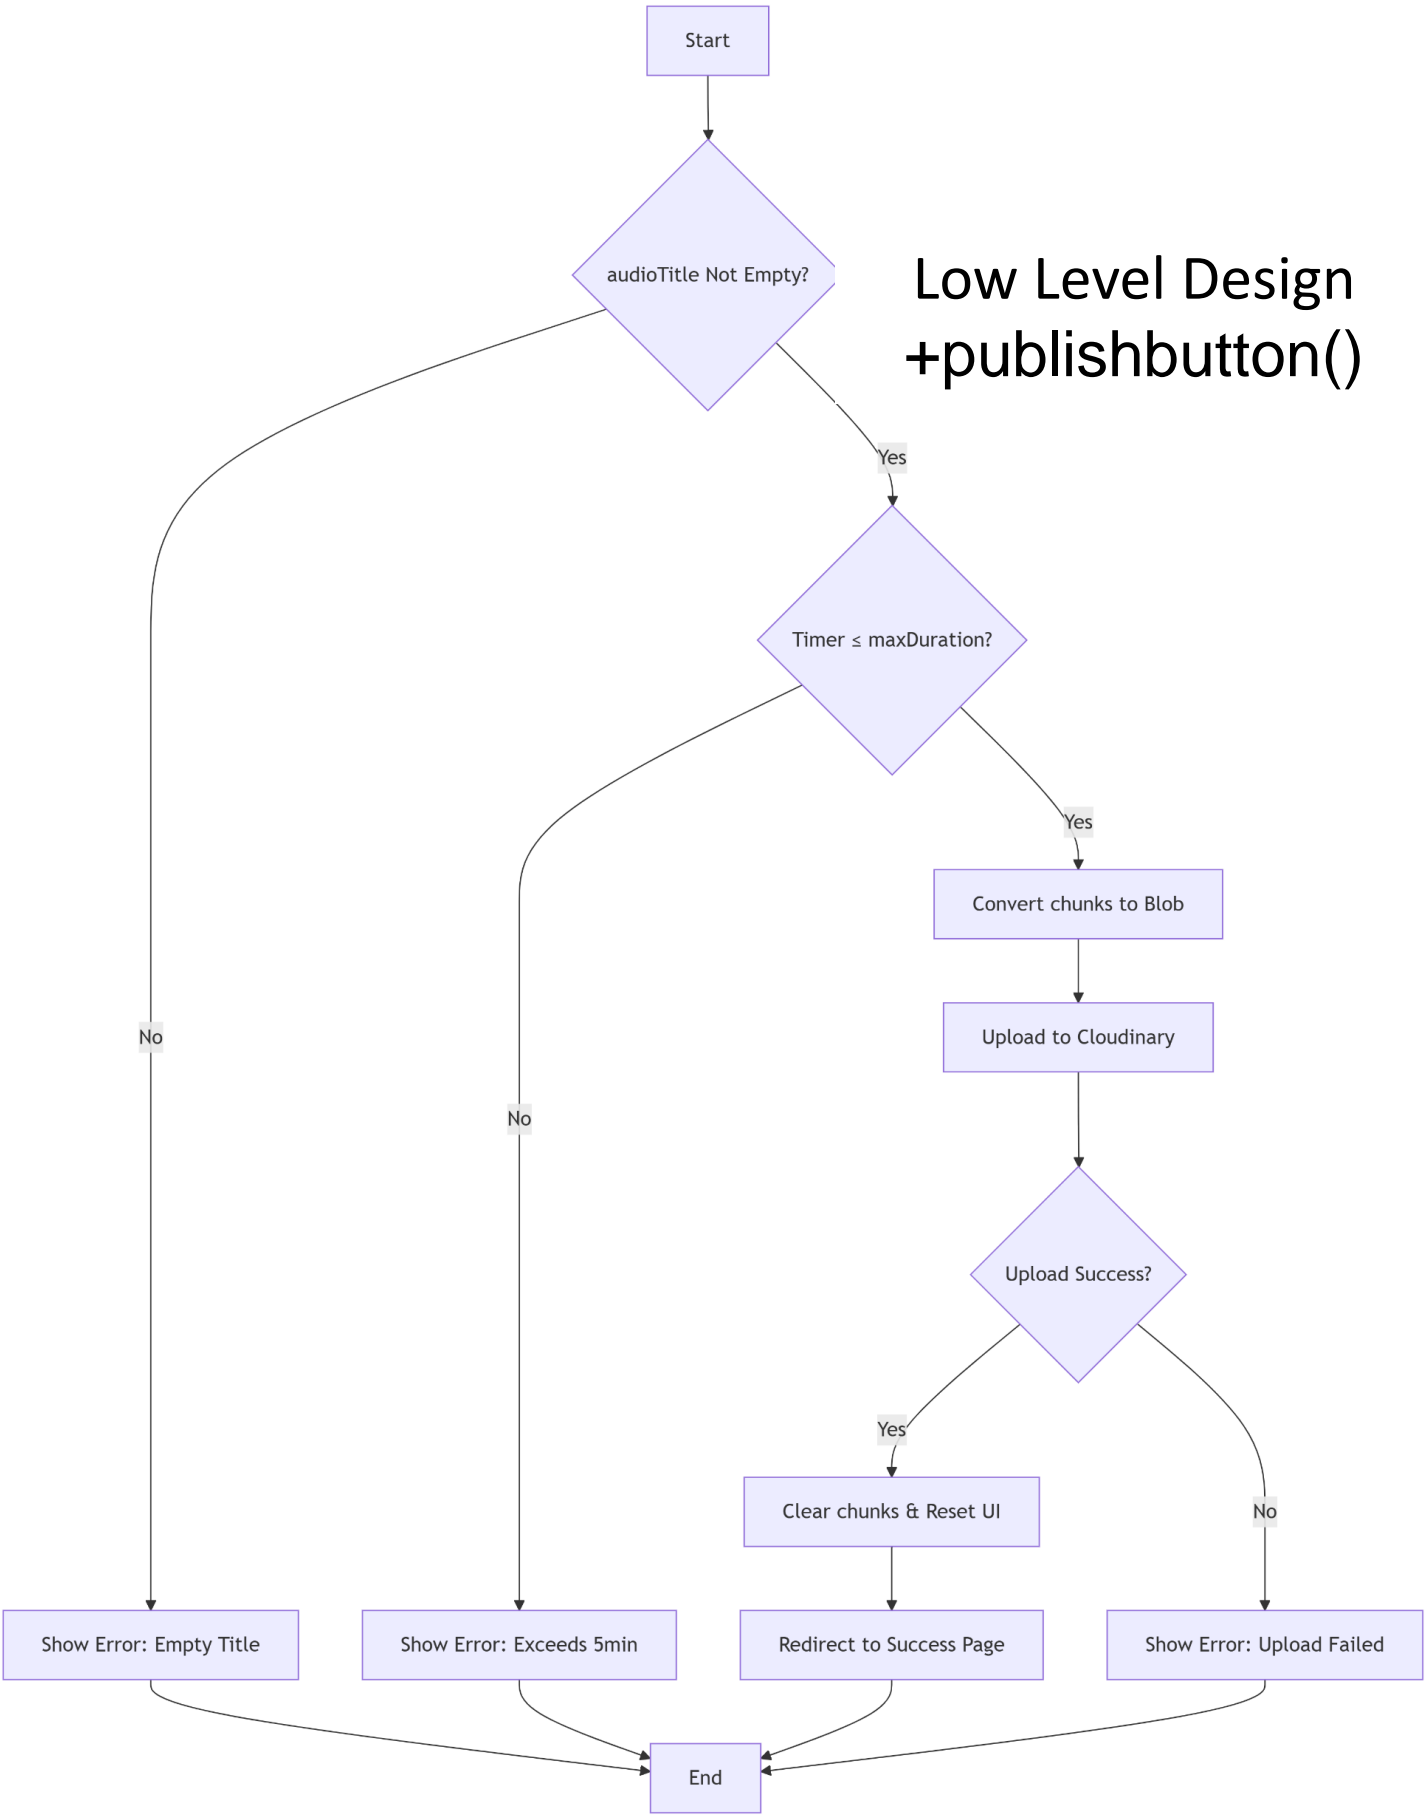 Start
audioTitle Not Empty?
Low Level Design
+publishbutton()
Yes
Timer ≤ maxDuration?
Yes
Convert chunks to Blob
No
Upload to Cloudinary
No
Upload Success?
Yes
Clear chunks & Reset UI
No
Show Error: Empty Title
Show Error: Exceeds 5min
Redirect to Success Page
Show Error: Upload Failed
End